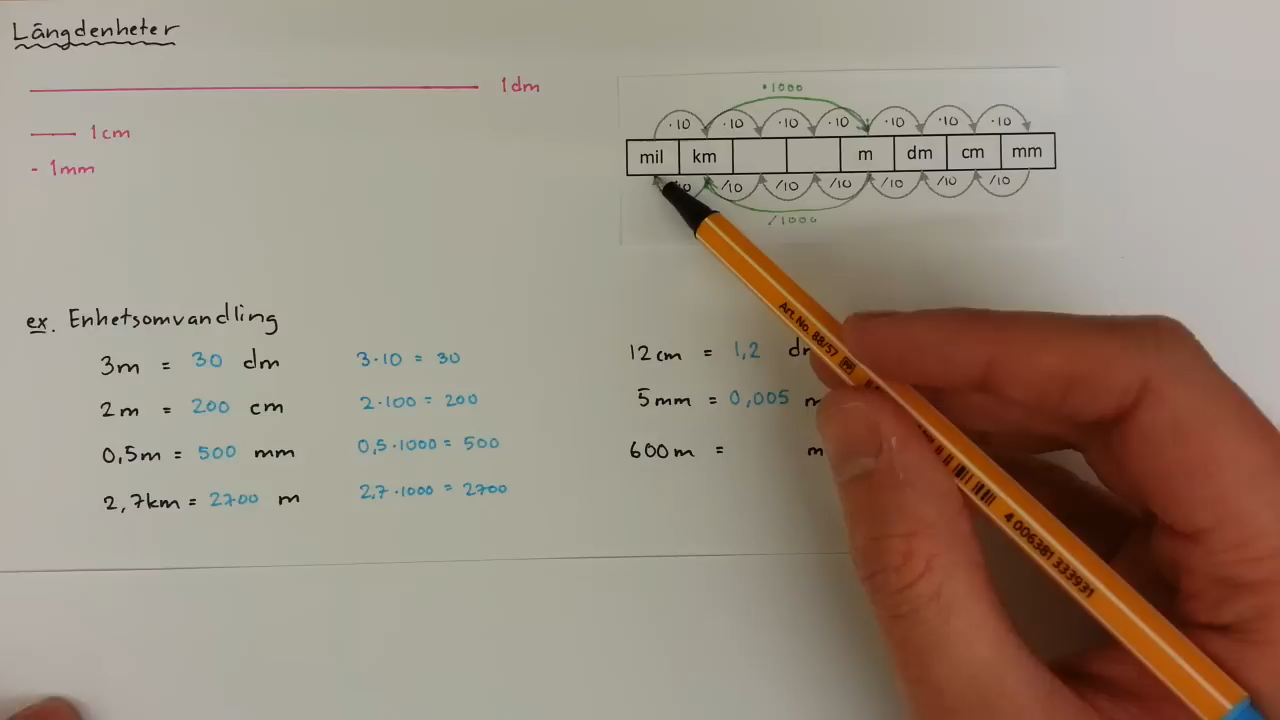 Längdenheter
1dm
1cm
1mm
·1000
·10 ·10 ·10 ·10 ·10 ·10 ·10
mil km m dm cm mm
/10 /10 /10 /10 /10 /10
/1000
ex. Enhetsomvandling
3m = 30 dm 3·10 = 30
2m = 200 cm 2·100 = 200
0,5m = 500 mm 0,5·1000 = 500
2,7km = 2700 m 2,7·1000 = 2700
12cm = 1,2
5mm = 0,005
600m =
Art. No. 88/57
4 006381 333931